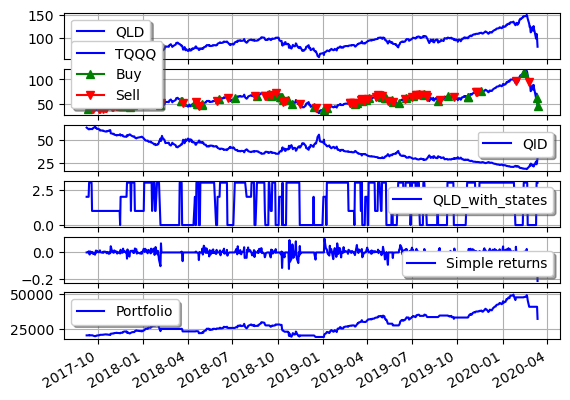 150
100
QLD
100
50
TQQQ
Buy
Sell
50
25
QID
2.5
0.0
QLD_with_states
0.0
−0.2
Simple returns
50000
25000
Portfolio
2017-10
2018-01
2018-04
2018-07
2018-10
2019-01
2019-04
2019-07
2019-10
2020-01
2020-04